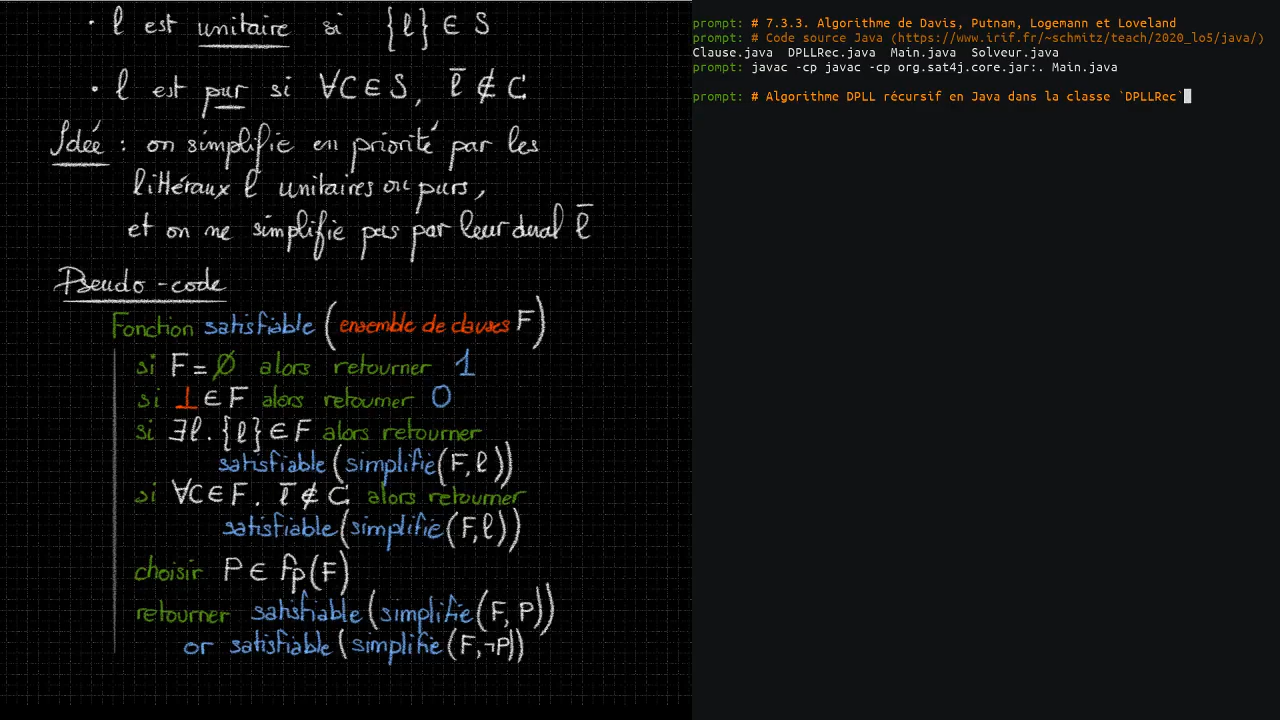 • l est unitaire si {l} ∈ S
• l est pur si ∀C ∈ S, l̄ ∉ C
Idée : on simplifie en priorité par les
littéraux l unitaires ou purs,
et on ne simplifie pas par leur dual l̄
Pseudo-code
Fonction satisfiable (ensemble de clauses F)
si F = ∅ alors retourner 1
si ⊥ ∈ F alors retourner 0
si ∃l. {l} ∈ F alors retourner
satisfiable (simplifie (F, l))
si ∀C ∈ F. l̄ ∉ C alors retourner
satisfiable (simplifie (F, l))
choisir P ∈ fp(F)
retourner satisfiable (simplifie (F, P))
or satisfiable (simplifie (F, ¬P))
prompt: # 7.3.3. Algorithme de Davis, Putnam, Logemann et Loveland
prompt: # Code source Java (https://www.irif.fr/~schmitz/teach/2020_lo5/java/)
Clause.java  DPLLRec.java  Main.java  Solveur.java
prompt: javac -cp javac -cp org.sat4j.core.jar:. Main.java
prompt: # Algorithme DPLL récursif en Java dans la classe `DPLLRec`